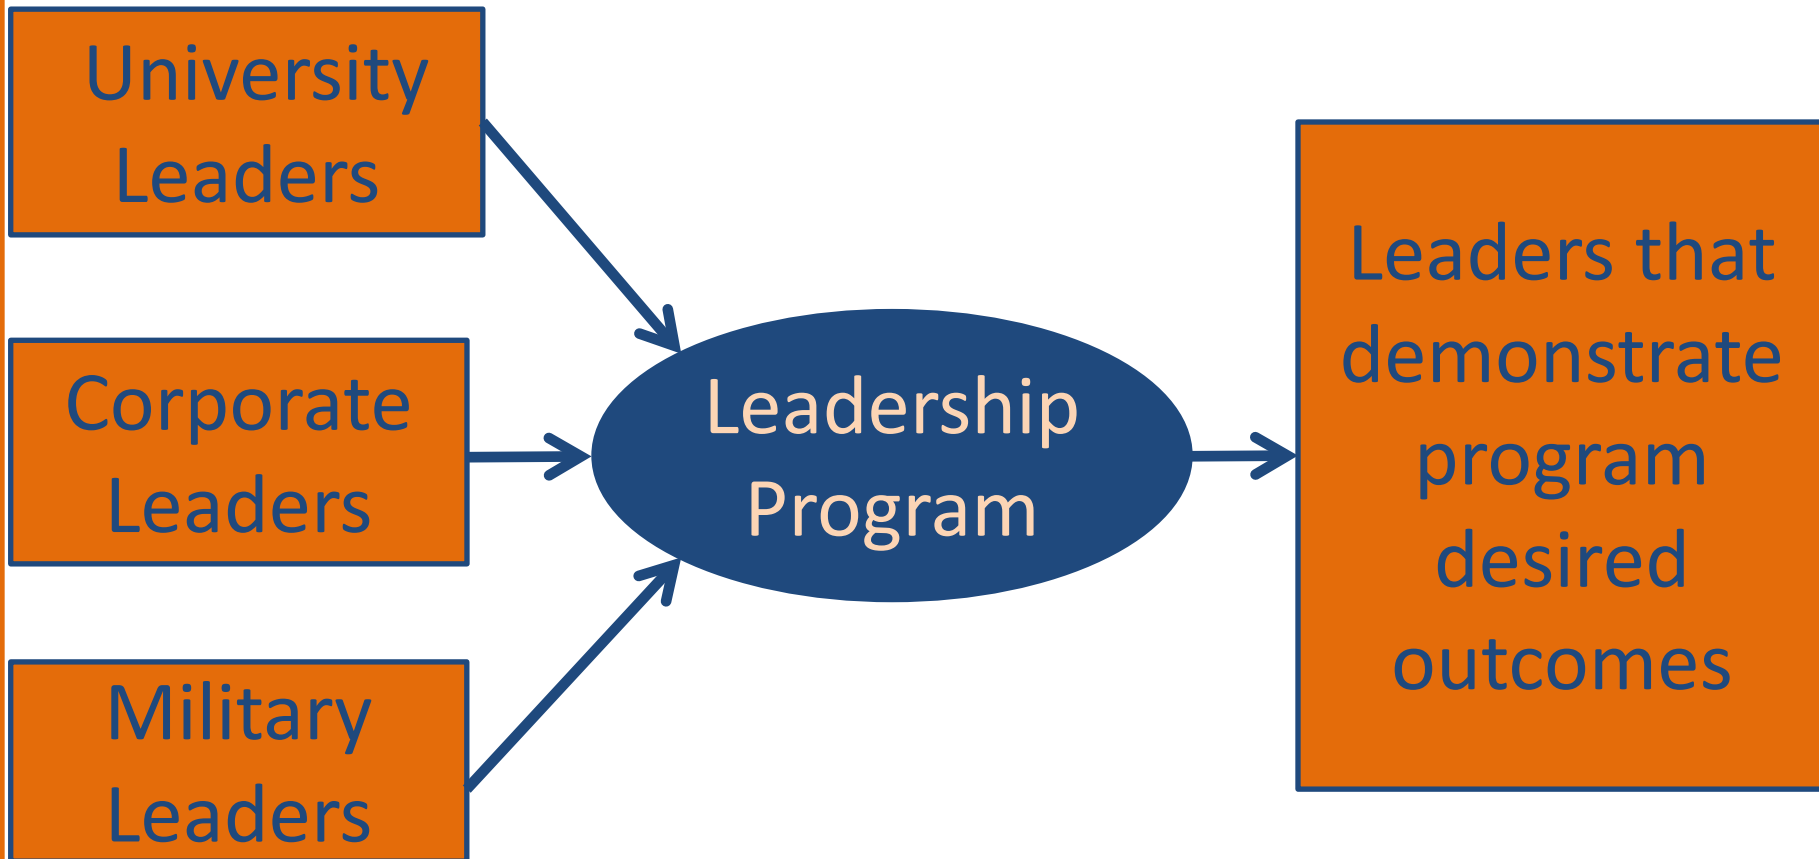 University
Leaders
Corporate
Leaders
Military
Leaders
Leadership
Program
Leaders that
demonstrate
program
desired
outcomes